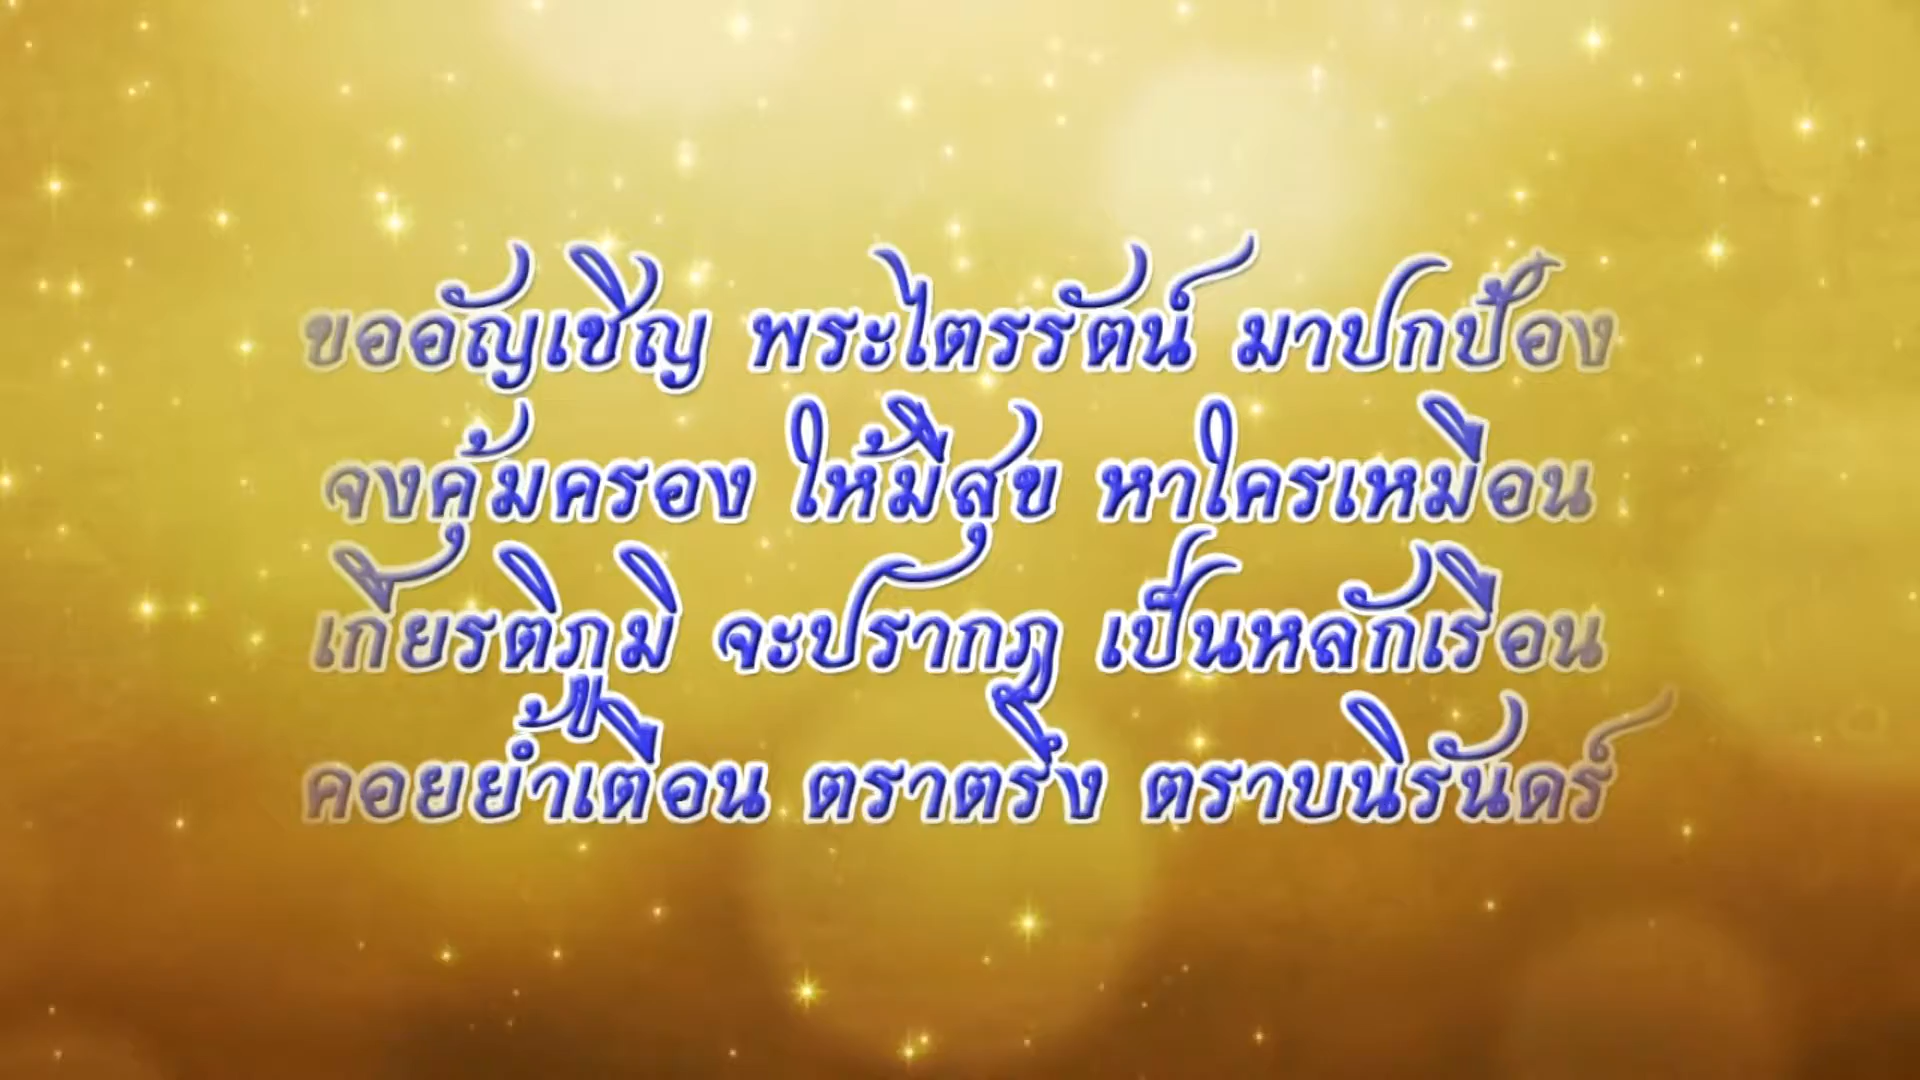 ขออัญเชิญ พระไตรรัตน์ มาปกป้อง
จงคุ้มครอง ให้มีสุข หาใครเหมือน
เกียรติภูมิ จะปรากฏ เป็นหลักเรือน
คอยย้ำเตือน ตราตรึง ตราบนิรันดร์